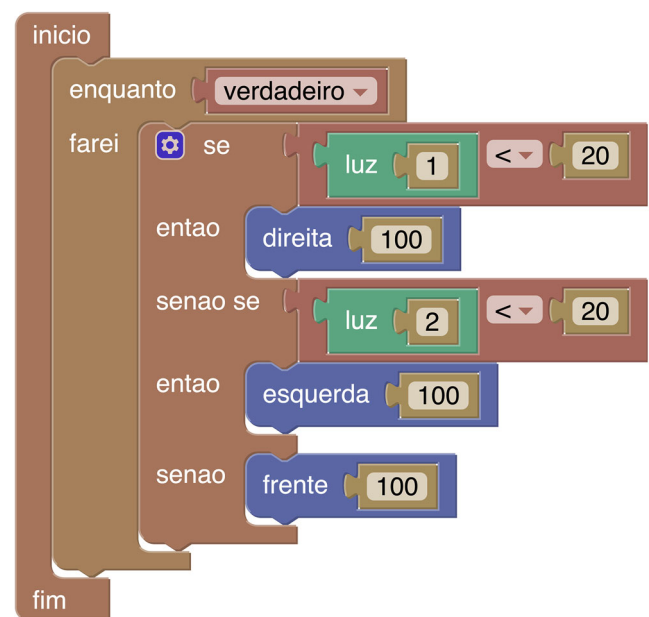 inicio
enquanto verdadeiro
farei se luz 1 < 20
entao direita 100
senao se luz 2 < 20
entao esquerda 100
senao frente 100
fim